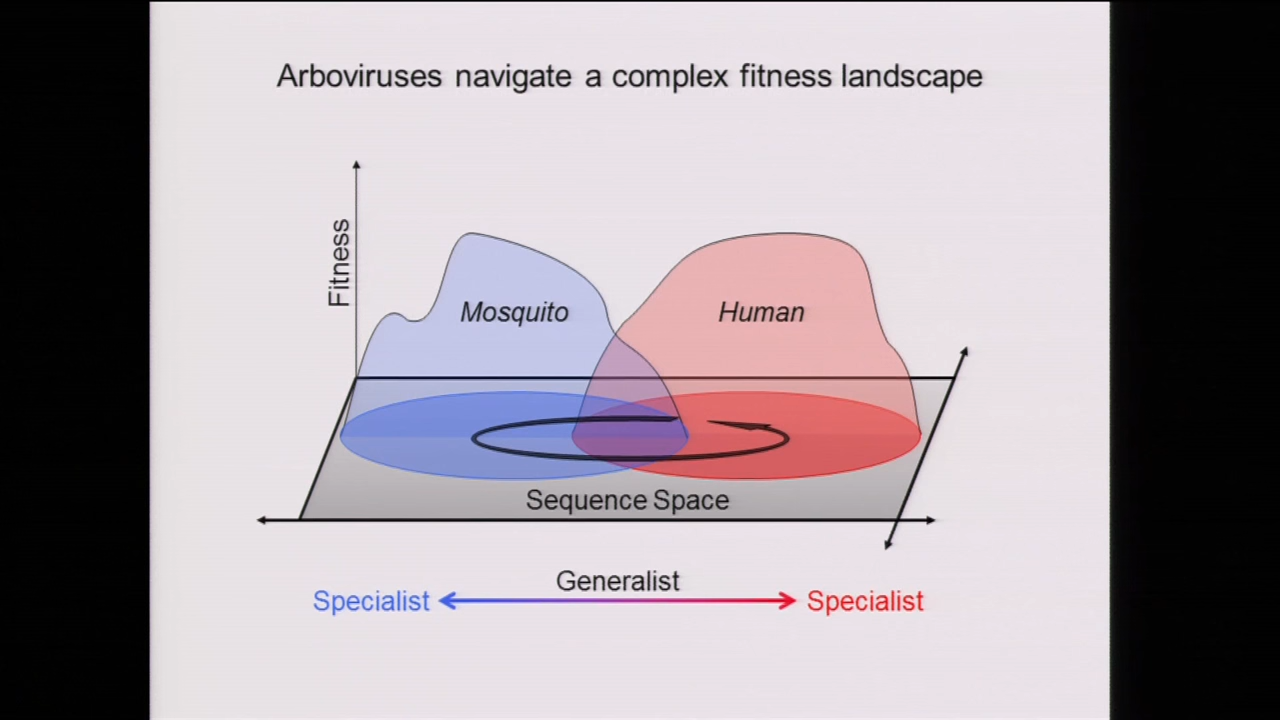 Arboviruses navigate a complex fitness landscape
Fitness
Mosquito
Human
Sequence Space
Generalist
Specialist
Specialist